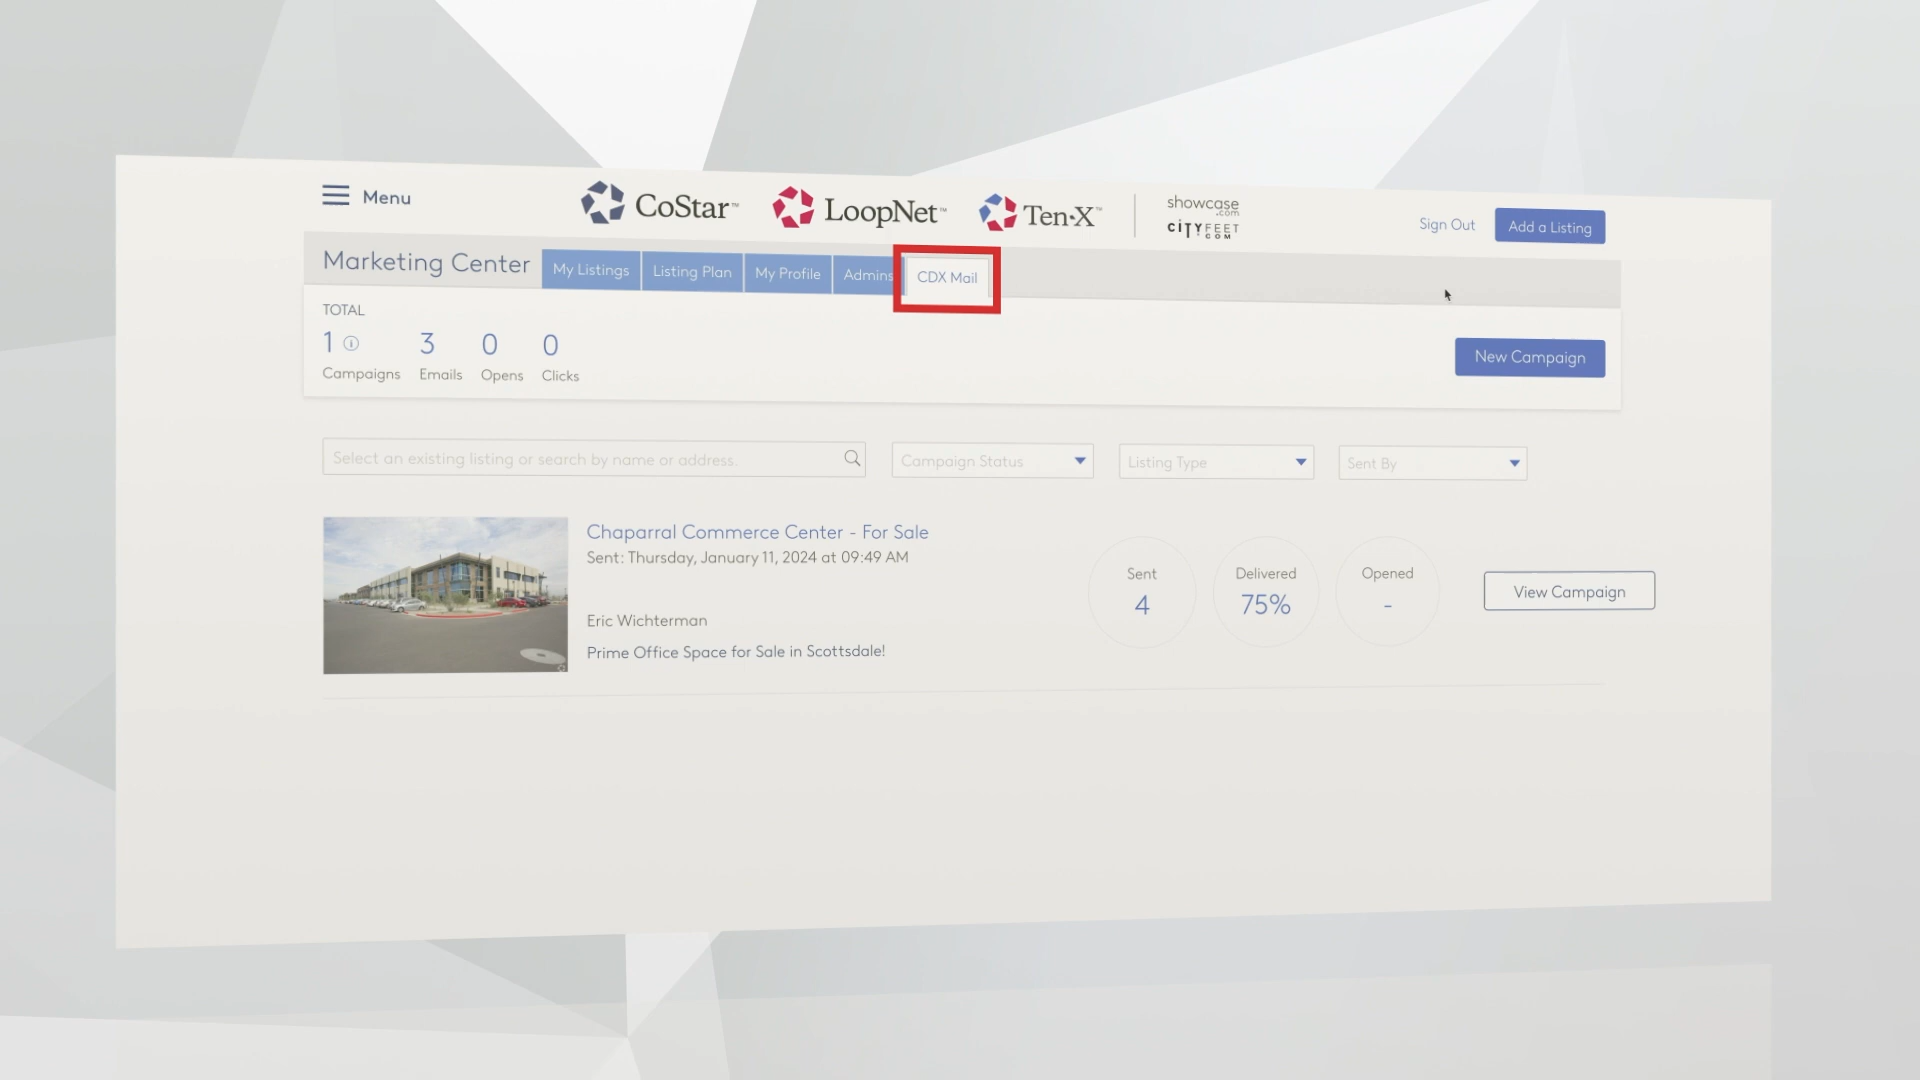 Menu
CoStar™
LoopNet™
Ten-X™
showcase
.com
CITYFEET
COM
Sign Out
Add a Listing
Marketing Center
My Listings
Listing Plan
My Profile
Admins
CDX Mail
TOTAL
1
3
0
0
Campaigns
Emails
Opens
Clicks
New Campaign
Select an existing listing or search by name or address.
Campaign Status
Listing Type
Sent By
Chaparral Commerce Center - For Sale
Sent: Thursday, January 11, 2024 at 09:49 AM
Eric Wichterman
Prime Office Space for Sale in Scottsdale!
Sent
4
Delivered
75%
Opened
-
View Campaign